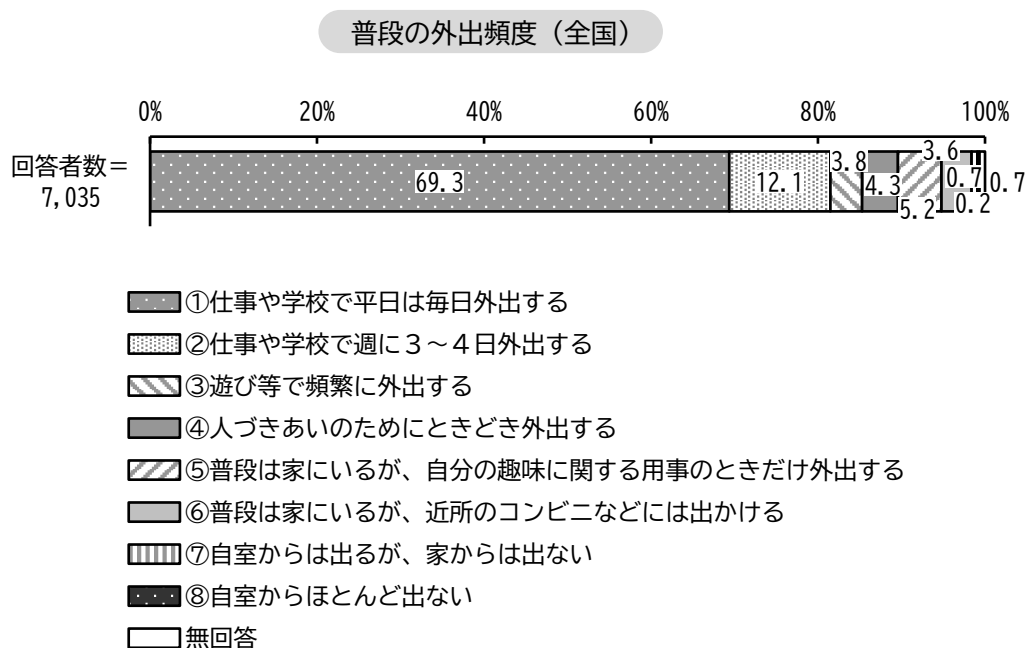 普段の外出頻度（全国）
0% 20% 40% 60% 80% 100%
回答者数＝
7,035
69.3 12.1 3.8 4.3 5.2 3.6 0.7 0.2 0.7
①仕事や学校で平日は毎日外出する
②仕事や学校で週に３～４日外出する
③遊び等で頻繁に外出する
④人づきあいのためにときどき外出する
⑤普段は家にいるが、自分の趣味に関する用事のときだけ外出する
⑥普段は家にいるが、近所のコンビニなどには出かける
⑦自室からは出るが、家からは出ない
⑧自室からほとんど出ない
無回答